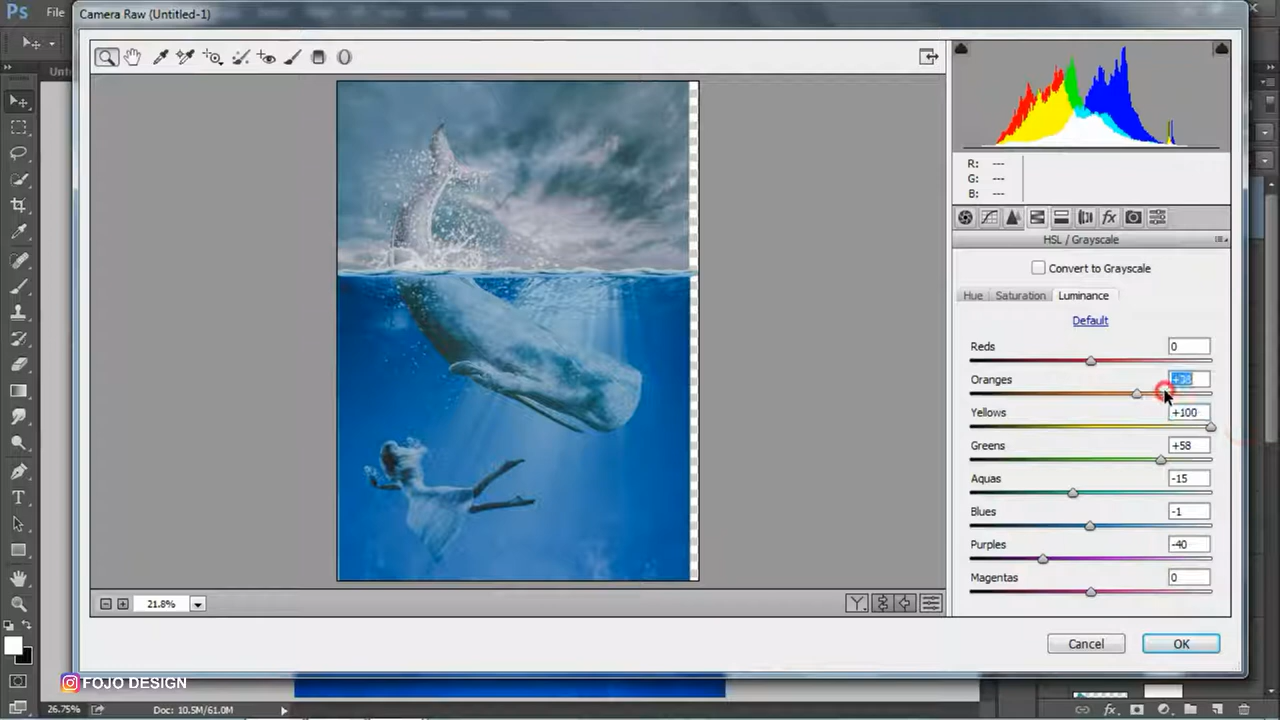 Ps File
Camera Raw (Untitled-1)
R: ---
G: ---
B: ---
HSL / Grayscale
Convert to Grayscale
Hue Saturation Luminance
Default
Reds 0
Oranges +38
Yellows +100
Greens +58
Aquas -15
Blues -1
Purples -40
Magentas 0
21.8%
Cancel OK
FOJO DESIGN
26.75% Doc: 10.5M/61.0M